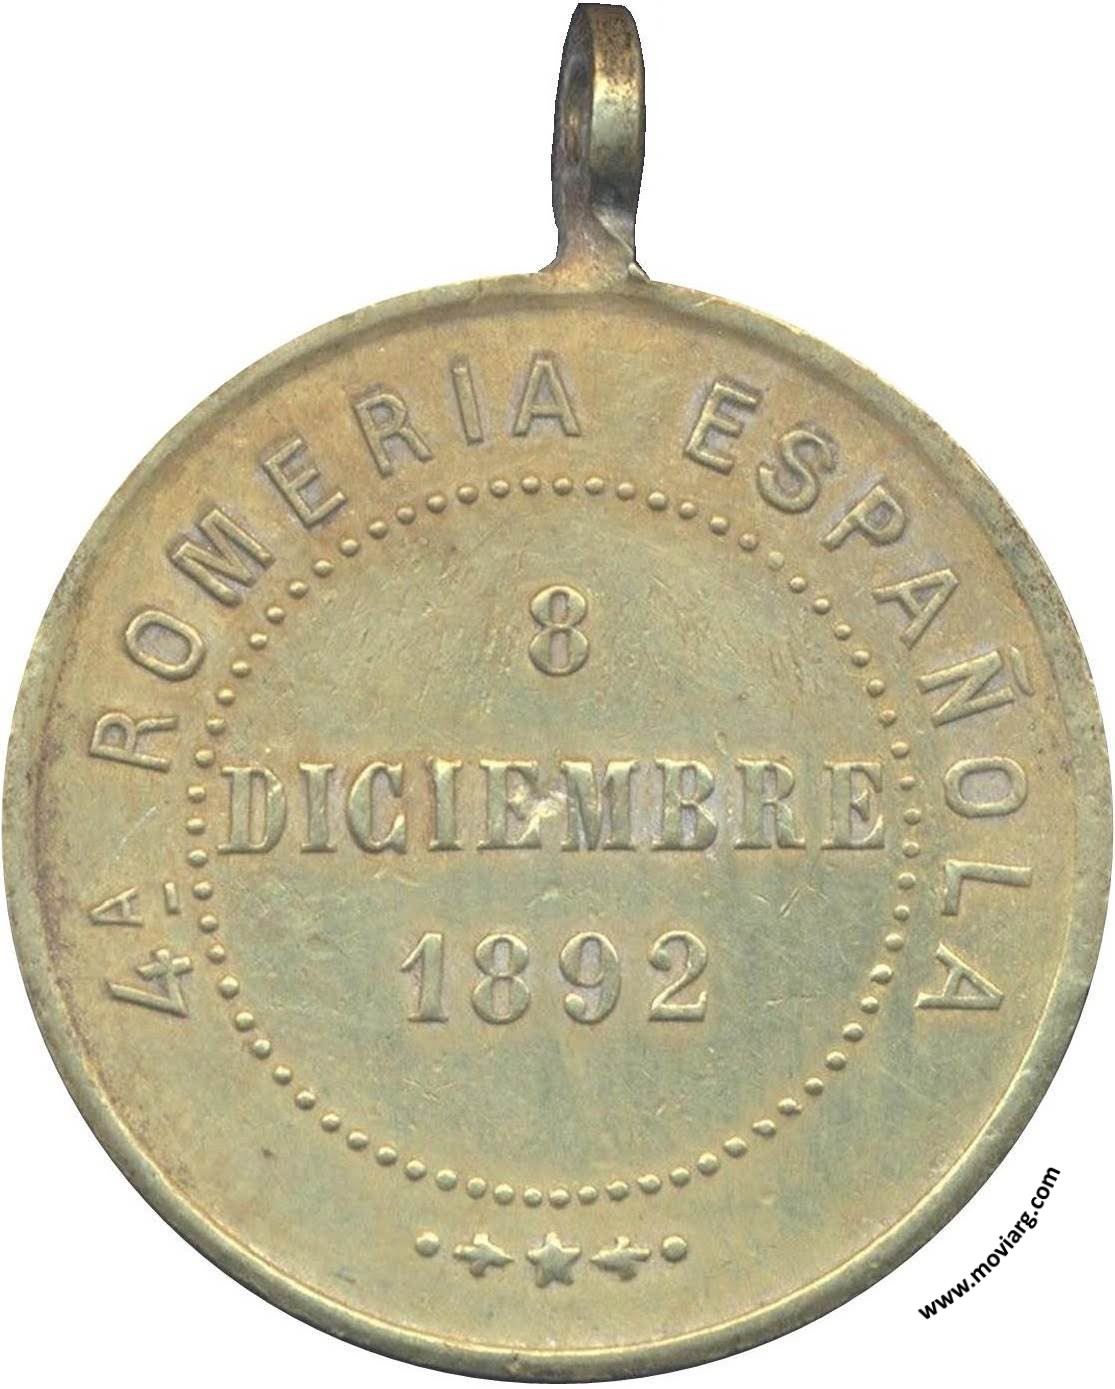 4ᴬ ROMERIA ESPAÑOLA
8
DICIEMBRE
1892
www.moviarg.com